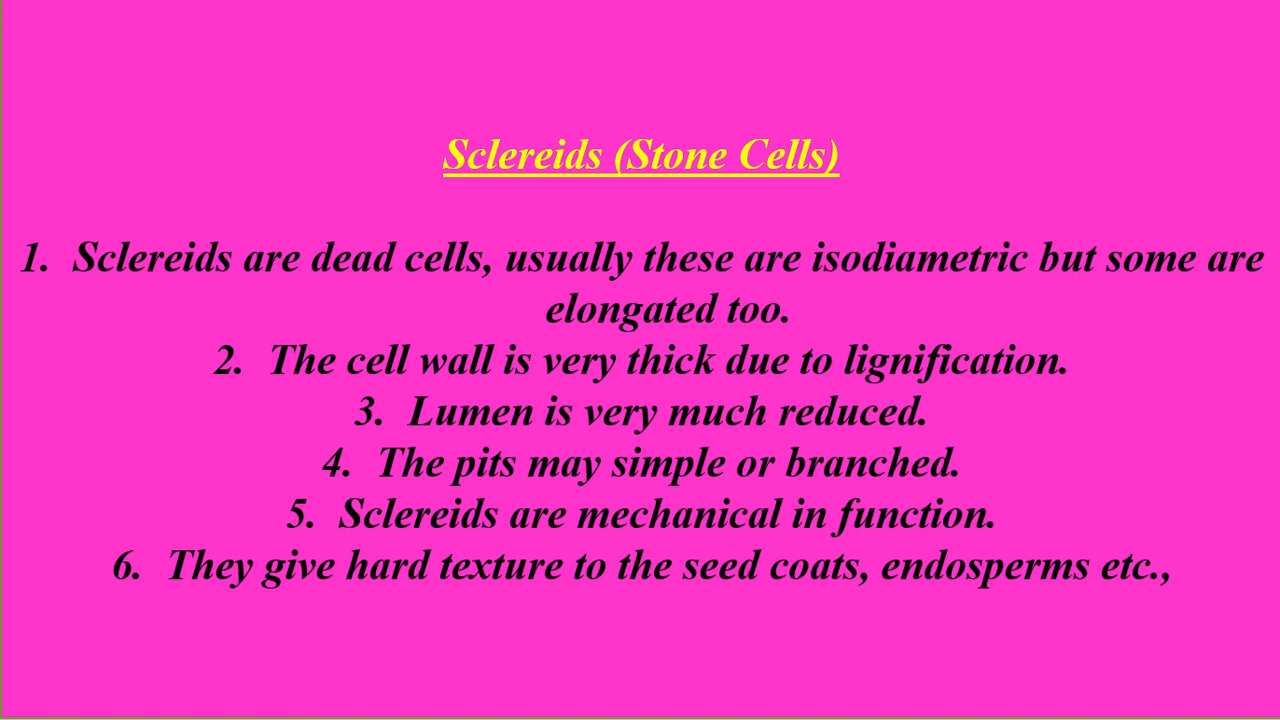 Sclereids (Stone Cells)
1. Sclereids are dead cells, usually these are isodiametric but some are
elongated too.
2. The cell wall is very thick due to lignification.
3. Lumen is very much reduced.
4. The pits may simple or branched.
5. Sclereids are mechanical in function.
6. They give hard texture to the seed coats, endosperms etc.,